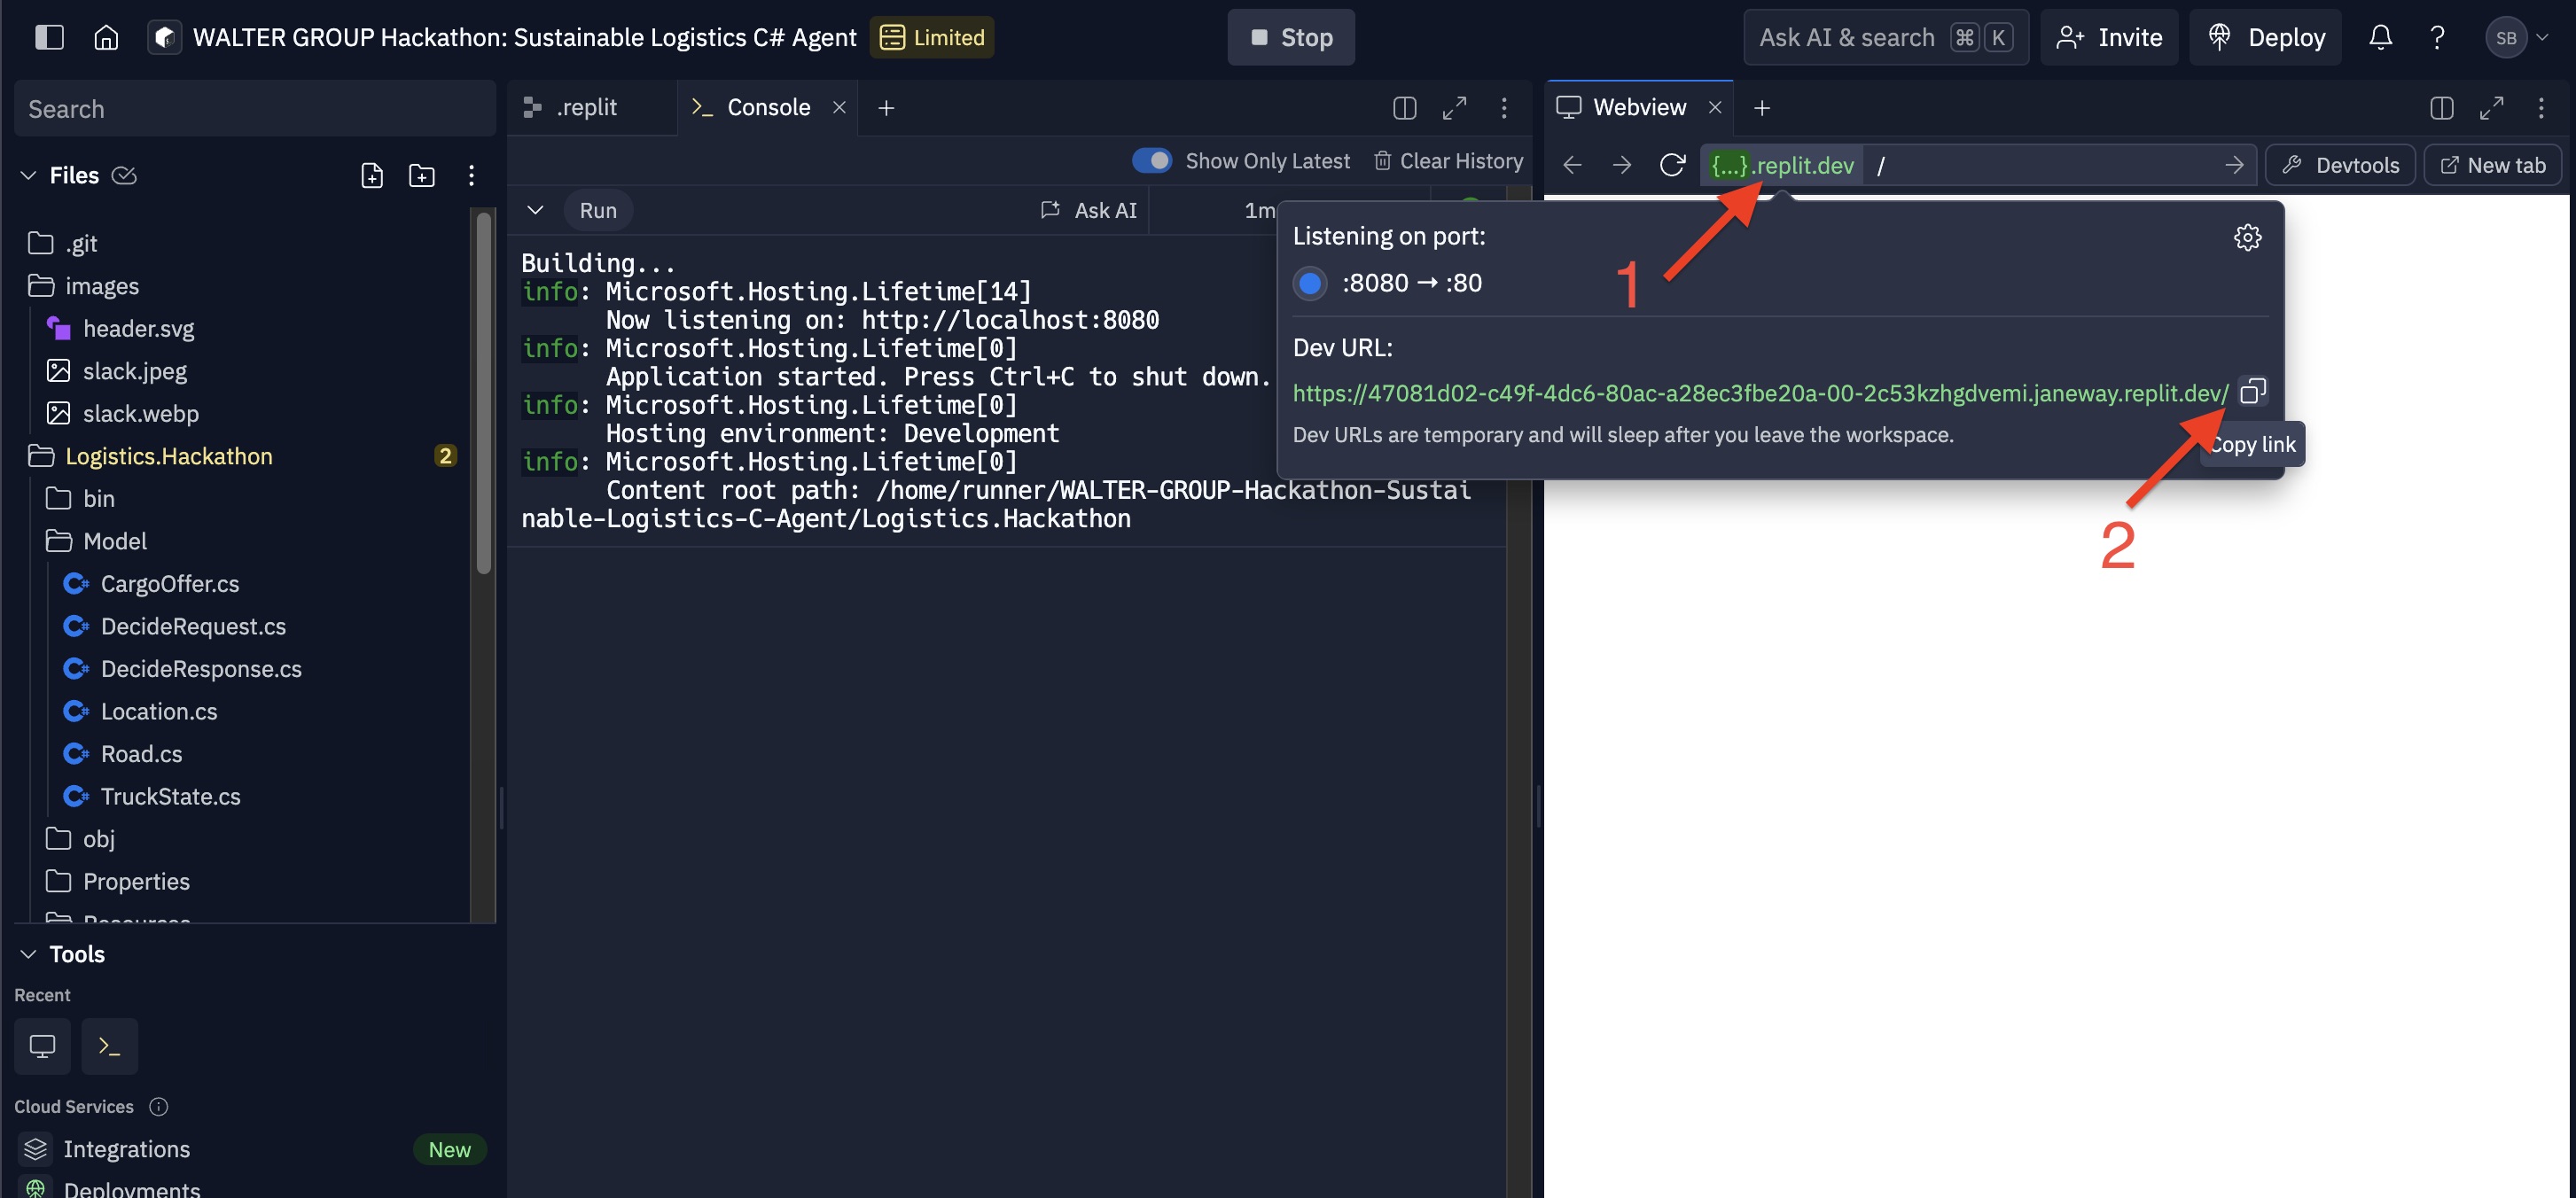 WALTER GROUP Hackathon: Sustainable Logistics C# Agent
Limited
Stop
Ask AI & search ⌘ K
Invite
Deploy
?
SB
Search
Files
.git
images
header.svg
slack.jpeg
slack.webp
Logistics.Hackathon 2
bin
Model
CargoOffer.cs
DecideRequest.cs
DecideResponse.cs
Location.cs
Road.cs
TruckState.cs
obj
Properties
Resources
Tools
Recent
Cloud Services
Integrations New
Deployments
.replit
Console
Show Only Latest
Clear History
Run
Ask AI
1m
Building...
info: Microsoft.Hosting.Lifetime[14]
Now listening on: http://localhost:8080
info: Microsoft.Hosting.Lifetime[0]
Application started. Press Ctrl+C to shut down.
info: Microsoft.Hosting.Lifetime[0]
Hosting environment: Development
info: Microsoft.Hosting.Lifetime[0]
Content root path: /home/runner/WALTER-GROUP-Hackathon-Sustai
nable-Logistics-C-Agent/Logistics.Hackathon
Webview
{...}.replit.dev /
Devtools
New tab
Listening on port:
:8080 → :80
Dev URL:
https://47081d02-c49f-4dc6-80ac-a28ec3fbe20a-00-2c53kzhgdvemi.janeway.replit.dev/
Dev URLs are temporary and will sleep after you leave the workspace.
Copy link
1
2